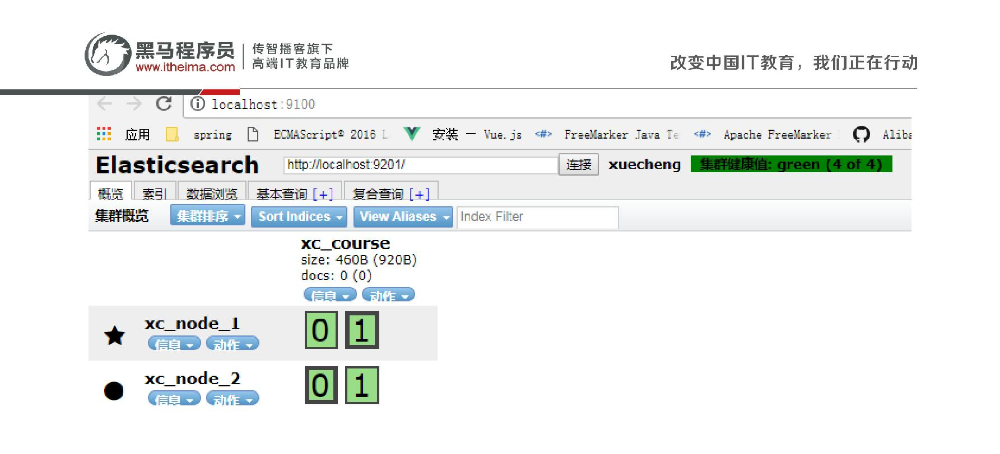 黑马程序员
www.itheima.com
传智播客旗下
高端IT教育品牌
改变中国IT教育，我们正在行动
localhost:9100
应用 spring ECMAScript® 2016 L 安装 — Vue.js <#> FreeMarker Java Te <#> Apache FreeMarker Aliba
Elasticsearch http://localhost:9201/ 连接 xuecheng 集群健康值: green (4 of 4)
概览 索引 数据浏览 基本查询 [+] 复合查询 [+]
集群概览 集群排序 Sort Indices View Aliases Index Filter
xc_course
size: 460B (920B)
docs: 0 (0)
信息 动作
xc_node_1 0 1
信息 动作
xc_node_2 0 1
信息 动作